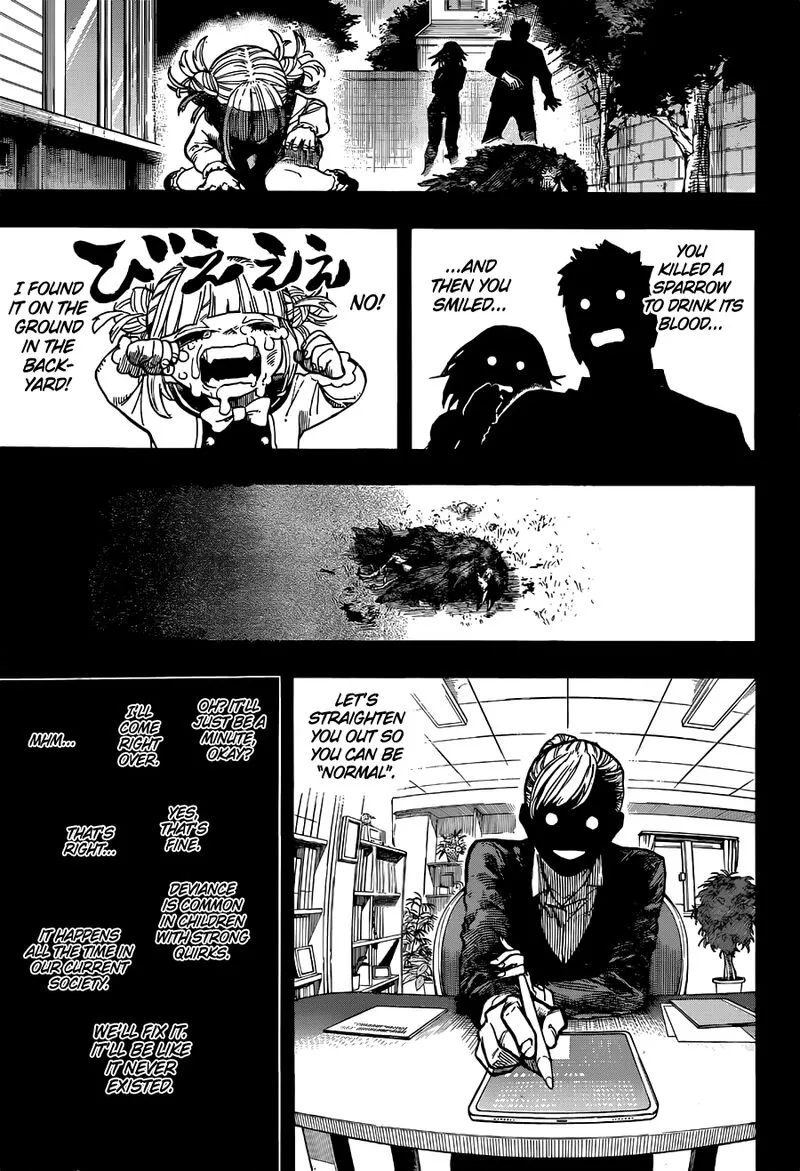 YOU
KILLED A
SPARROW
TO DRINK ITS
BLOOD...
...AND
THEN YOU
SMILED...
NO!
びええええ
I FOUND
IT ON THE
GROUND
IN THE
BACK-
YARD!
LET'S
STRAIGHTEN
YOU OUT SO
YOU CAN BE
"NORMAL".
OH? IT'LL
JUST BE A
MINUTE,
OKAY?
I'LL
COME
RIGHT
OVER.
MHM...
YES,
THAT'S
FINE.
THAT'S
RIGHT...
DEVIANCE
IS COMMON
IN CHILDREN
WITH STRONG
QUIRKS.
IT HAPPENS
ALL THE TIME IN
OUR CURRENT
SOCIETY.
WE'LL FIX IT.
IT'LL BE LIKE
IT NEVER
EXISTED.